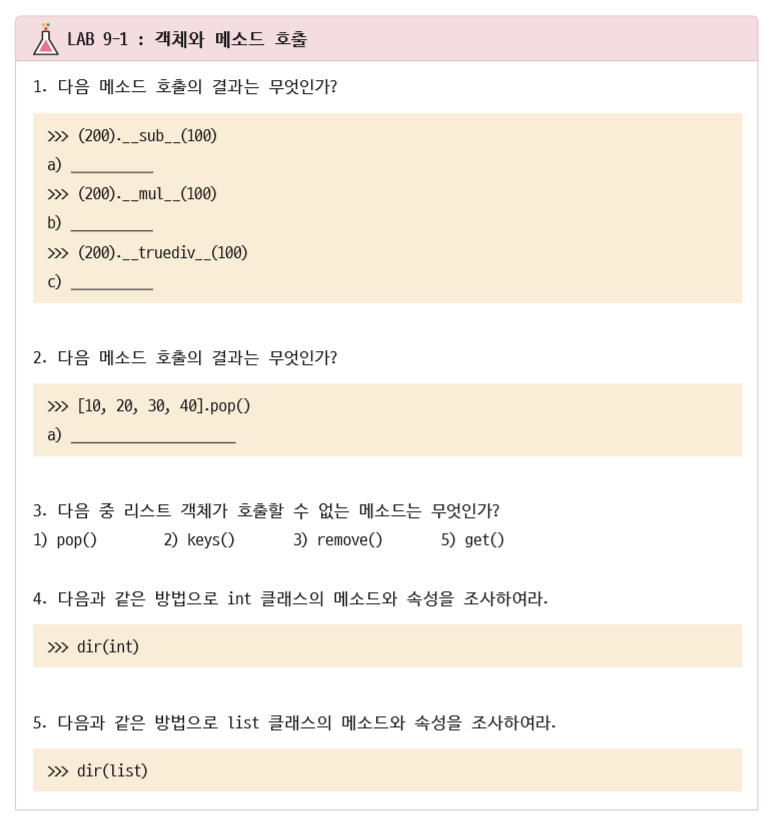 LAB 9-1 : 객체와 메소드 호출
1. 다음 메소드 호출의 결과는 무엇인가?
>>> (200).__sub__(100)
a) __________
>>> (200).__mul__(100)
b) __________
>>> (200).__truediv__(100)
c) __________
2. 다음 메소드 호출의 결과는 무엇인가?
>>> [10, 20, 30, 40].pop()
a) ____________________
3. 다음 중 리스트 객체가 호출할 수 없는 메소드는 무엇인가?
1) pop() 2) keys() 3) remove() 5) get()
4. 다음과 같은 방법으로 int 클래스의 메소드와 속성을 조사하여라.
>>> dir(int)
5. 다음과 같은 방법으로 list 클래스의 메소드와 속성을 조사하여라.
>>> dir(list)